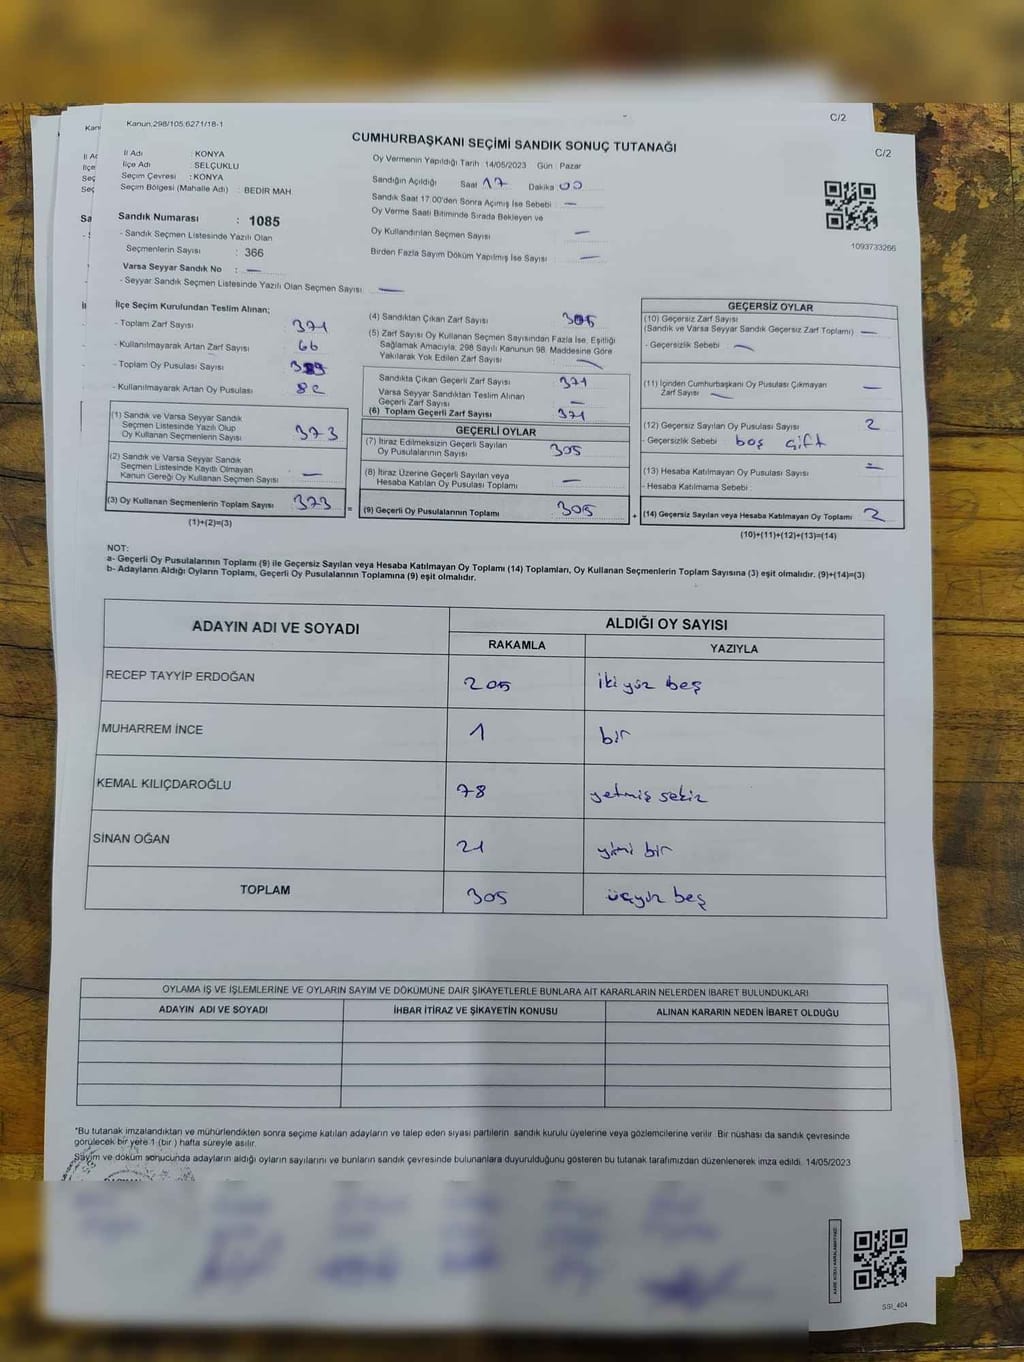 Kanun:298/105;6271/18-1
C/2
C/2
CUMHURBAŞKANI SEÇİMİ SANDIK SONUÇ TUTANAĞI
İl Adı : KONYA
İlçe Adı : SELÇUKLU
Seçim Çevresi : KONYA
Seçim Bölgesi (Mahalle Adı) : BEDIR MAH
Sandık Numarası : 1085
- Sandık Seçmen Listesinde Yazılı Olan
Seçmenlerin Sayısı : 366
Varsa Seyyar Sandık No : —
- Seyyar Sandık Seçmen Listesinde Yazılı Olan Seçmen Sayısı —
Oy Vermenin Yapıldığı Tarih : 14/05/2023 Gün : Pazar
Sandığın Açıldığı Saat 17 Dakika 00
Sandık Saat 17.00'den Sonra Açımış İse Sebebi : —
Oy Verme Saati Bitiminde Sırada Bekleyen ve
Oy Kullandırılan Seçmen Sayısı —
Birden Fazla Sayım Döküm Yapılmış İse Sayısı —
1093733266
İlçe Seçim Kurulundan Teslim Alınan;
- Toplam Zarf Sayısı 371
- Kullanılmayarak Artan Zarf Sayısı 66
- Toplam Oy Pusulası Sayısı
- Kullanılmayarak Artan Oy Pusulası 82
(1) Sandık ve Varsa Seyyar Sandık
Seçmen Listesinde Yazılı Olup
Oy Kullanan Seçmenlerin Sayısı 373
(2) Sandık ve Varsa Seyyar Sandık
Seçmen Listesinde Kayıtlı Olmayan
Kanun Gereği Oy Kullanan Seçmen Sayısı —
(3) Oy Kullanan Seçmenlerin Toplam Sayısı 373
(1)+(2)=(3)
(4) Sandıktan Çıkan Zarf Sayısı 305
(5) Zarf Sayısı Oy Kullanan Seçmen Sayısından Fazla İse, Eşitliği
Sağlamak Amacıyla, 298 Sayılı Kanunun 98. Maddesine Göre
Yakılarak Yok Edilen Zarf Sayısı —
Sandıkta Çıkan Geçerli Zarf Sayısı 371
Varsa Seyyar Sandıktan Teslim Alınan
Geçerli Zarf Sayısı —
(6) Toplam Geçerli Zarf Sayısı 371
GEÇERLİ OYLAR
(7) İtiraz Edilmeksizin Geçerli Sayılan
Oy Pusulalarının Sayısı 305
(8) İtiraz Üzerine Geçerli Sayılan veya
Hesaba Katılan Oy Pusulası Toplamı —
= (9) Geçerli Oy Pusulalarının Toplamı 305
GEÇERSİZ OYLAR
(10) Geçersiz Zarf Sayısı
(Sandık ve Varsa Seyyar Sandık Geçersiz Zarf Toplamı) —
- Geçersizlik Sebebi : —
(11) İçinden Cumhurbaşkanı Oy Pusulası Çıkmayan
Zarf Sayısı — —
(12) Geçersiz Sayılan Oy Pusulası Sayısı 2
- Geçersizlik Sebebi : boş çift
(13) Hesaba Katılmayan Oy Pusulası Sayısı —
- Hesaba Katılmama Sebebi :
+ (14) Geçersiz Sayılan veya Hesaba Katılmayan Oy Toplamı 2
(10)+(11)+(12)+(13)=(14)
NOT:
a- Geçerli Oy Pusulalarının Toplamı (9) ile Geçersiz Sayılan veya Hesaba Katılmayan Oy Toplamı (14) Toplamları, Oy Kullanan Seçmenlerin Toplam Sayısına (3) eşit olmalıdır. (9)+(14)=(3)
b- Adayların Aldığı Oyların Toplamı, Geçerli Oy Pusulalarının Toplamına (9) eşit olmalıdır.
ADAYIN ADI VE SOYADI
ALDIĞI OY SAYISI
RAKAMLA YAZIYLA
RECEP TAYYİP ERDOĞAN 205 iki yüz beş
MUHARREM İNCE 1 bir
KEMAL KILIÇDAROĞLU 78 yetmiş sekiz
SİNAN OĞAN 21 yirmi bir
TOPLAM 305 üçyüz beş
OYLAMA İŞ VE İŞLEMLERİNE VE OYLARIN SAYIM VE DÖKÜMÜNE DAİR ŞİKAYETLERLE BUNLARA AİT KARARLARIN NELERDEN İBARET BULUNDUKLARI
ADAYIN ADI VE SOYADI İHBAR İTİRAZ VE ŞİKAYETİN KONUSU ALINAN KARARIN NEDEN İBARET OLDUĞU
*Bu tutanak imzalandıktan ve mühürlendikten sonra seçime katılan adayların ve talep eden siyasi partilerin sandık kurulu üyelerine veya gözlemcilerine verilir. Bir nüshası da sandık çevresinde
görülecek bir yere 1 (bir ) hafta süreyle asılır.
Sayım ve döküm sonucunda adayların aldığı oyların sayılarını ve bunların sandık çevresinde bulunanlara duyurulduğunu gösteren bu tutanak tarafımızdan düzenlenerek imza edildi. 14/05/2023
KARE KODU KARALAMAYINIZ!
SSI_404